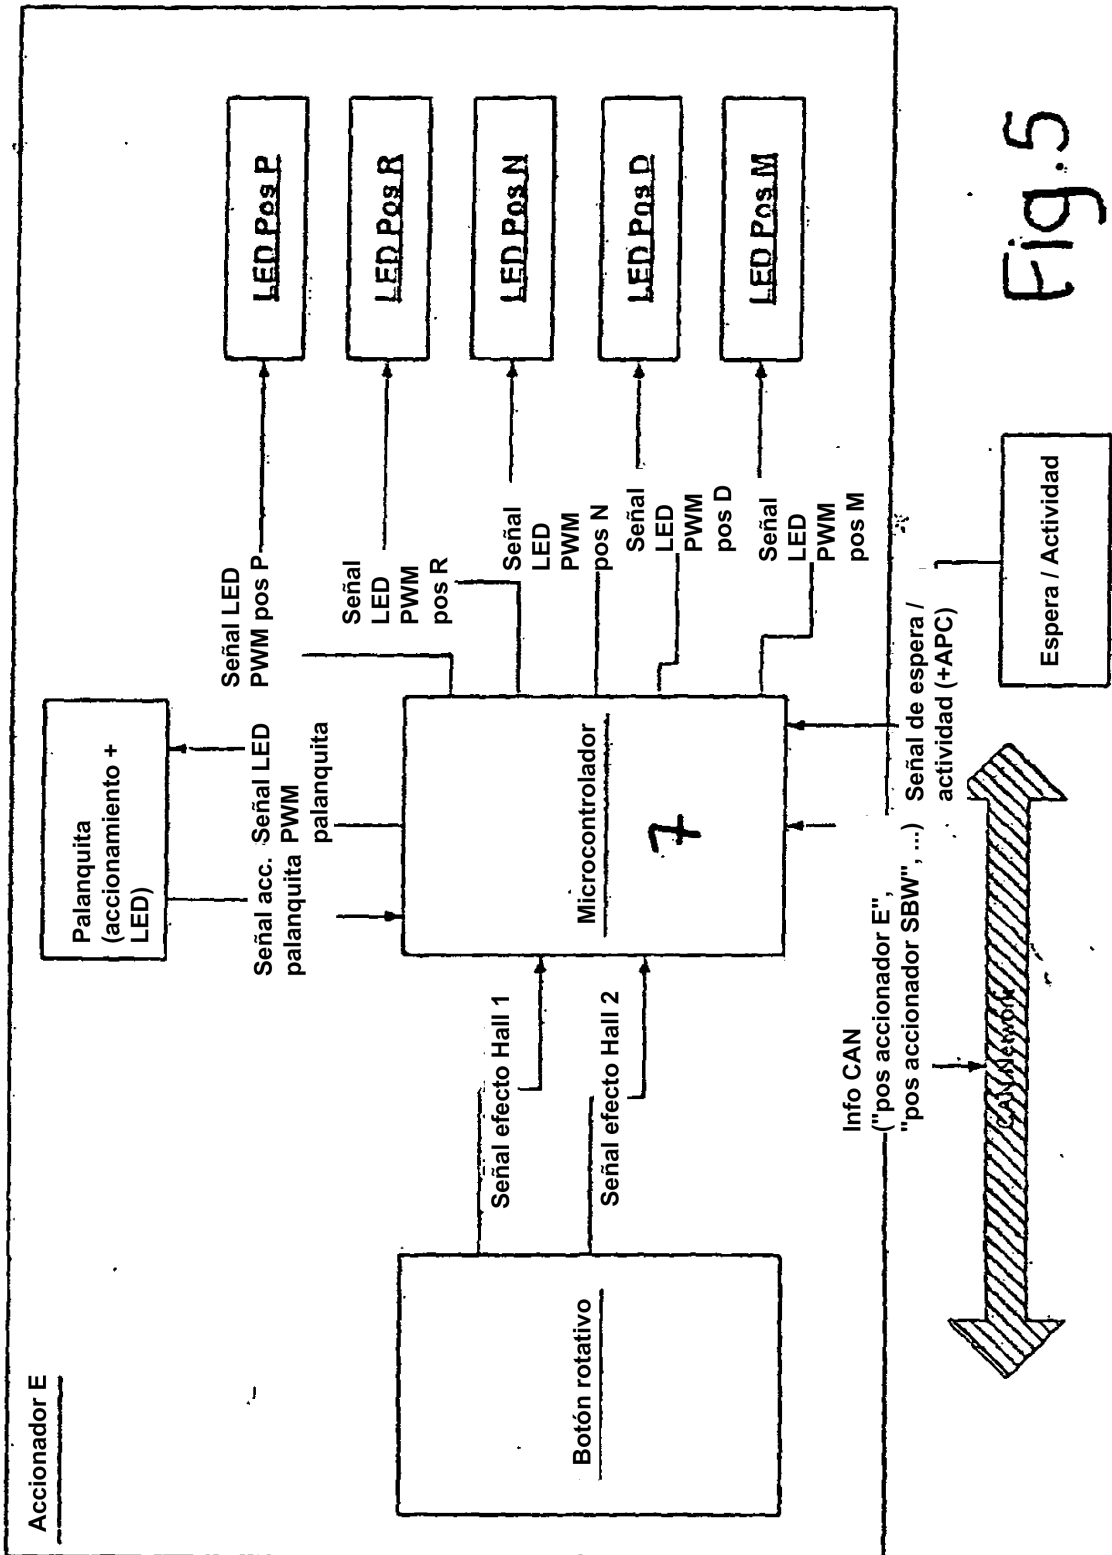 Accionador E
Palanquita
(accionamiento +
LED)
Señal acc.
palanquita
Señal LED
PWM
palanquita
Señal LED
PWM pos P
LED Pos P
Señal
LED
PWM
pos R
LED Pos R
Señal
LED
PWM
pos N
LED Pos N
Señal
LED
PWM
pos D
LED Pos D
Señal
LED
PWM
pos M
LED Pos M
Botón rotativo
Señal efecto Hall 1
Señal efecto Hall 2
Microcontrolador
7
Info CAN
("pos accionador E",
"pos accionador SBW", ...)
Señal de espera /
actividad (+APC)
CAN Network
Espera / Actividad
Fig.5